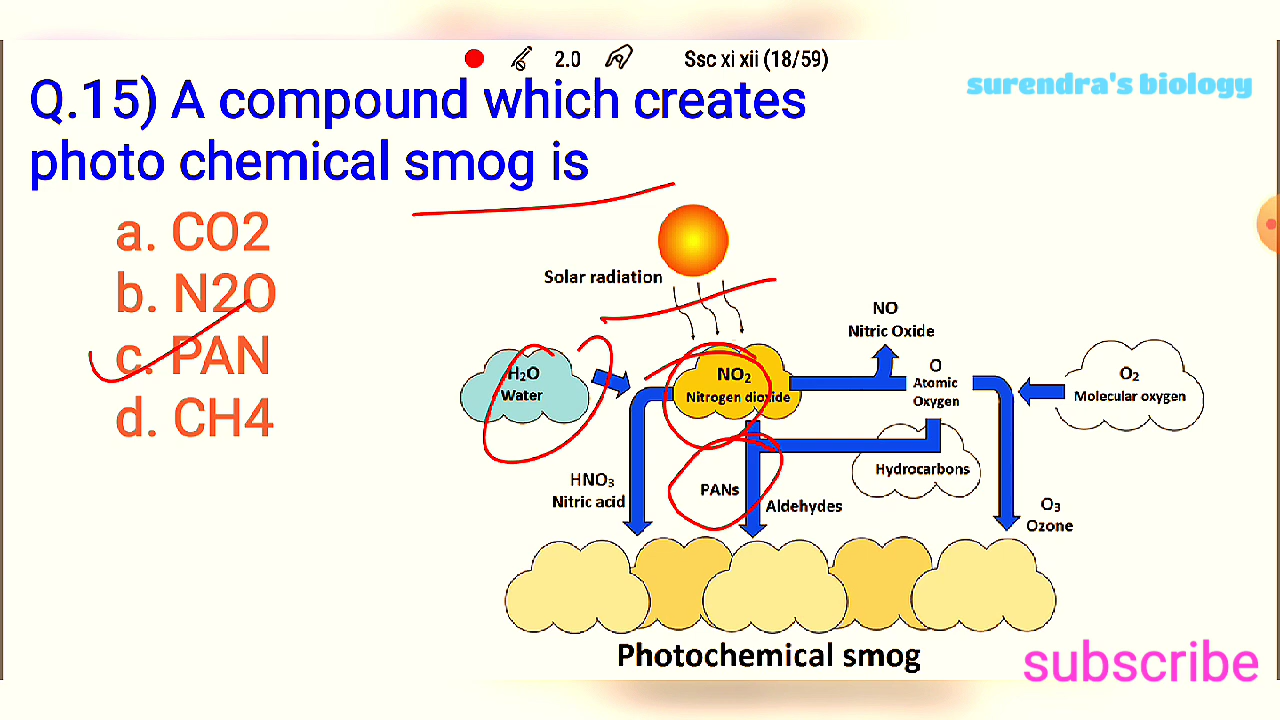 2.0 Ssc xi xii (18/59)
surendra's biology
Q.15) A compound which creates
photo chemical smog is
a. CO2
b. N2O
c. PAN
d. CH4
Solar radiation
NO
Nitric Oxide
H₂O
Water
NO₂
Nitrogen dioxide
O
Atomic
Oxygen
O₂
Molecular oxygen
Hydrocarbons
HNO₃
Nitric acid
PANs
Aldehydes
O₃
Ozone
Photochemical smog
subscribe